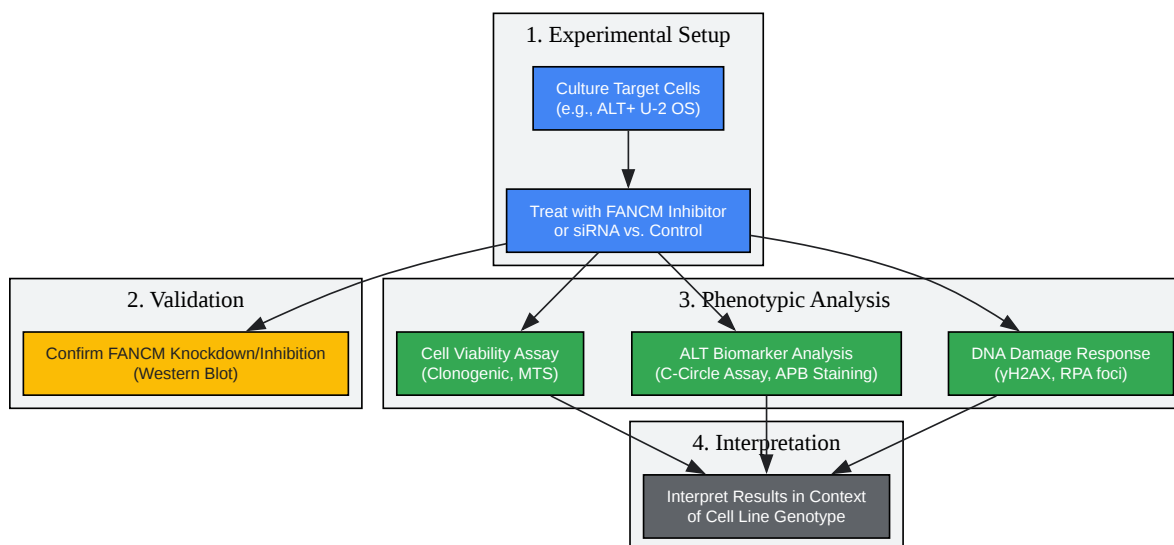 1. Experimental Setup
Culture Target Cells
(e.g., ALT+ U-2 OS)
Treat with FANCM Inhibitor
or siRNA vs. Control
2. Validation
Confirm FANCM Knockdown/Inhibition
(Western Blot)
3. Phenotypic Analysis
Cell Viability Assay
(Clonogenic, MTS)
ALT Biomarker Analysis
(C-Circle Assay, APB Staining)
DNA Damage Response
(γH2AX, RPA foci)
4. Interpretation
Interpret Results in Context
of Cell Line Genotype